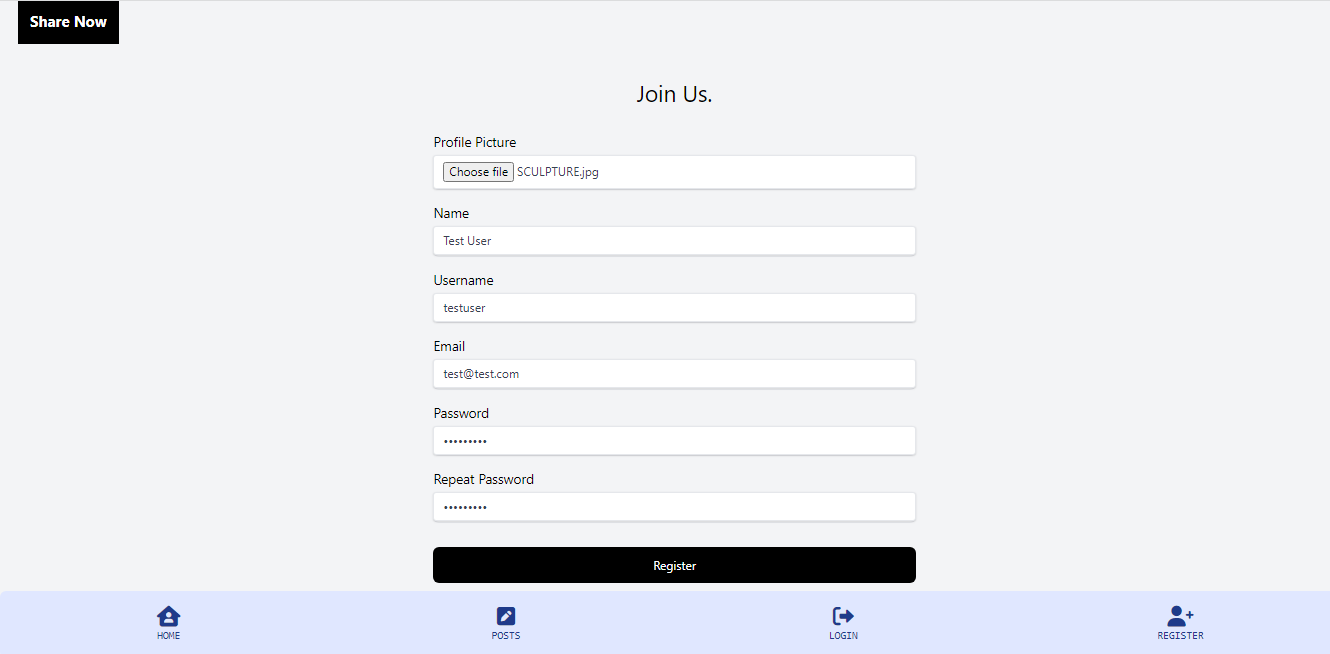 Share Now
Join Us.
Profile Picture
Choose file SCULPTURE.jpg
Name
Test User
Username
testuser
Email
test@test.com
Password
•••••••••
Repeat Password
•••••••••
Register
HOME POSTS LOGIN REGISTER